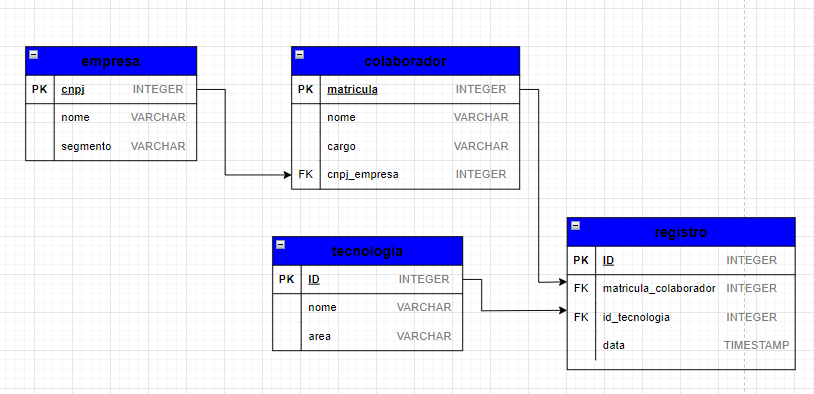 empresa
PK cnpj INTEGER
nome VARCHAR
segmento VARCHAR
colaborador
PK matricula INTEGER
nome VARCHAR
cargo VARCHAR
FK cnpj_empresa INTEGER
tecnologia
PK ID INTEGER
nome VARCHAR
area VARCHAR
registro
PK ID INTEGER
FK matricula_colaborador INTEGER
FK id_tecnologia INTEGER
data TIMESTAMP